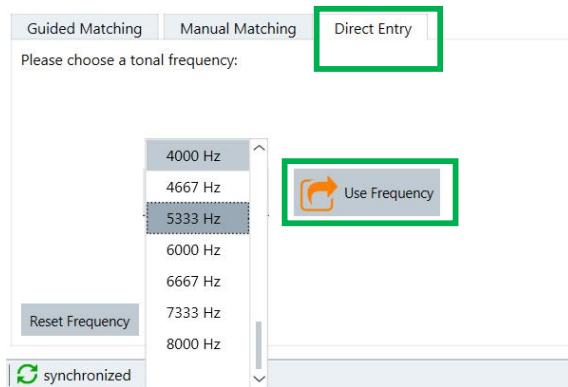 Guided Matching Manual Matching Direct Entry
Please choose a tonal frequency:
4000 Hz
4667 Hz
5333 Hz
Use Frequency
6000 Hz
6667 Hz
7333 Hz
8000 Hz
Reset Frequency
synchronized